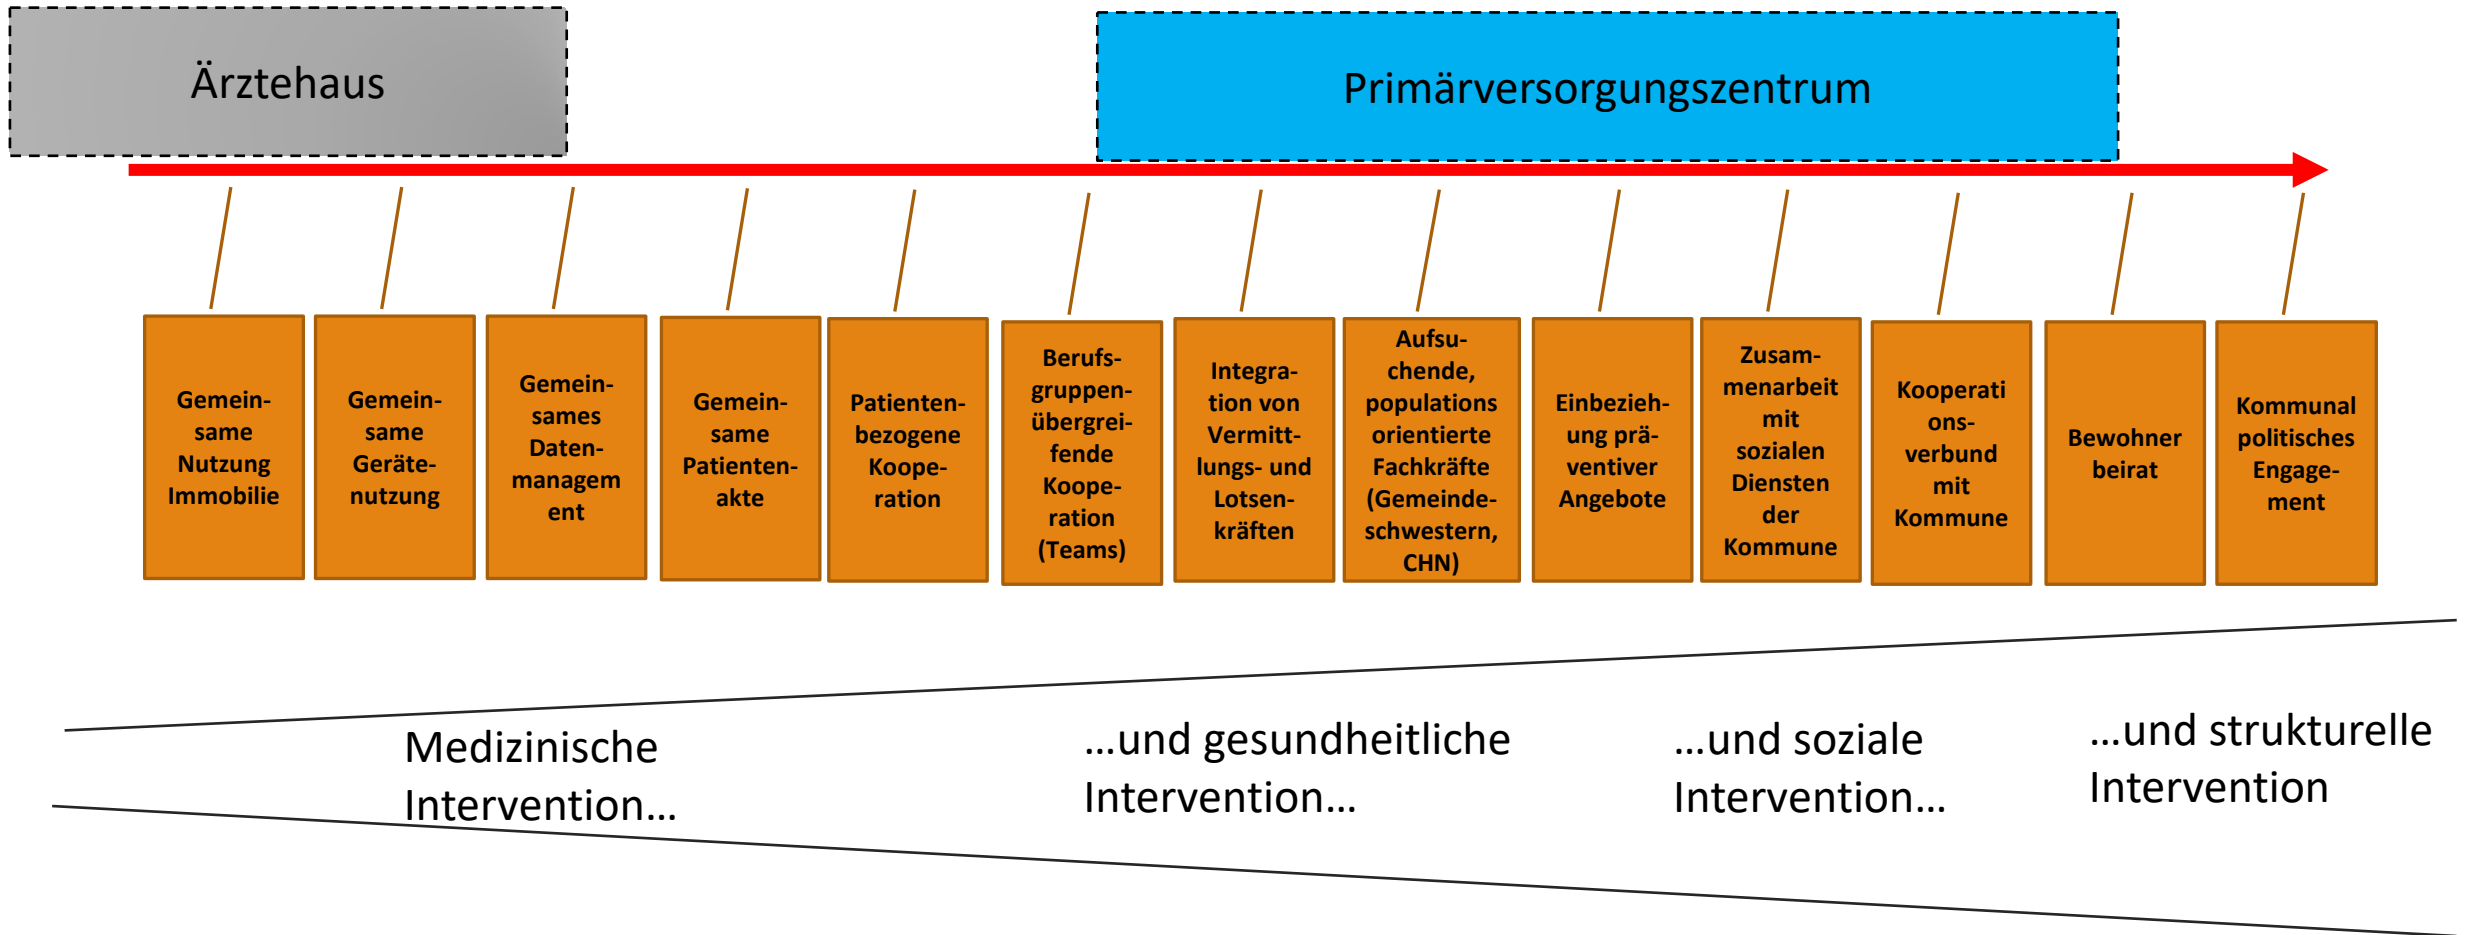 Ärztehaus
Primärversorgungszentrum
Gemein-
same
Nutzung
Immobilie
Gemein-
same
Geräte-
nutzung
Gemein-
sames
Daten-
managem
ent
Gemein-
same
Patienten-
akte
Patienten-
bezogene
Koope-
ration
Berufs-
gruppen-
übergrei-
fende
Koope-
ration
(Teams)
Integra-
tion von
Vermitt-
lungs- und
Lotsen-
kräften
Aufsu-
chende,
populations
orientierte
Fachkräfte
(Gemeinde-
schwestern,
CHN)
Einbezieh-
ung prä-
ventiver
Angebote
Zusam-
menarbeit
mit
sozialen
Diensten
der
Kommune
Kooperati
ons-
verbund
mit
Kommune
Bewohner
beirat
Kommunal
politisches
Engage-
ment
Medizinische
Intervention…
…und gesundheitliche
Intervention…
…und soziale
Intervention…
…und strukturelle
Intervention